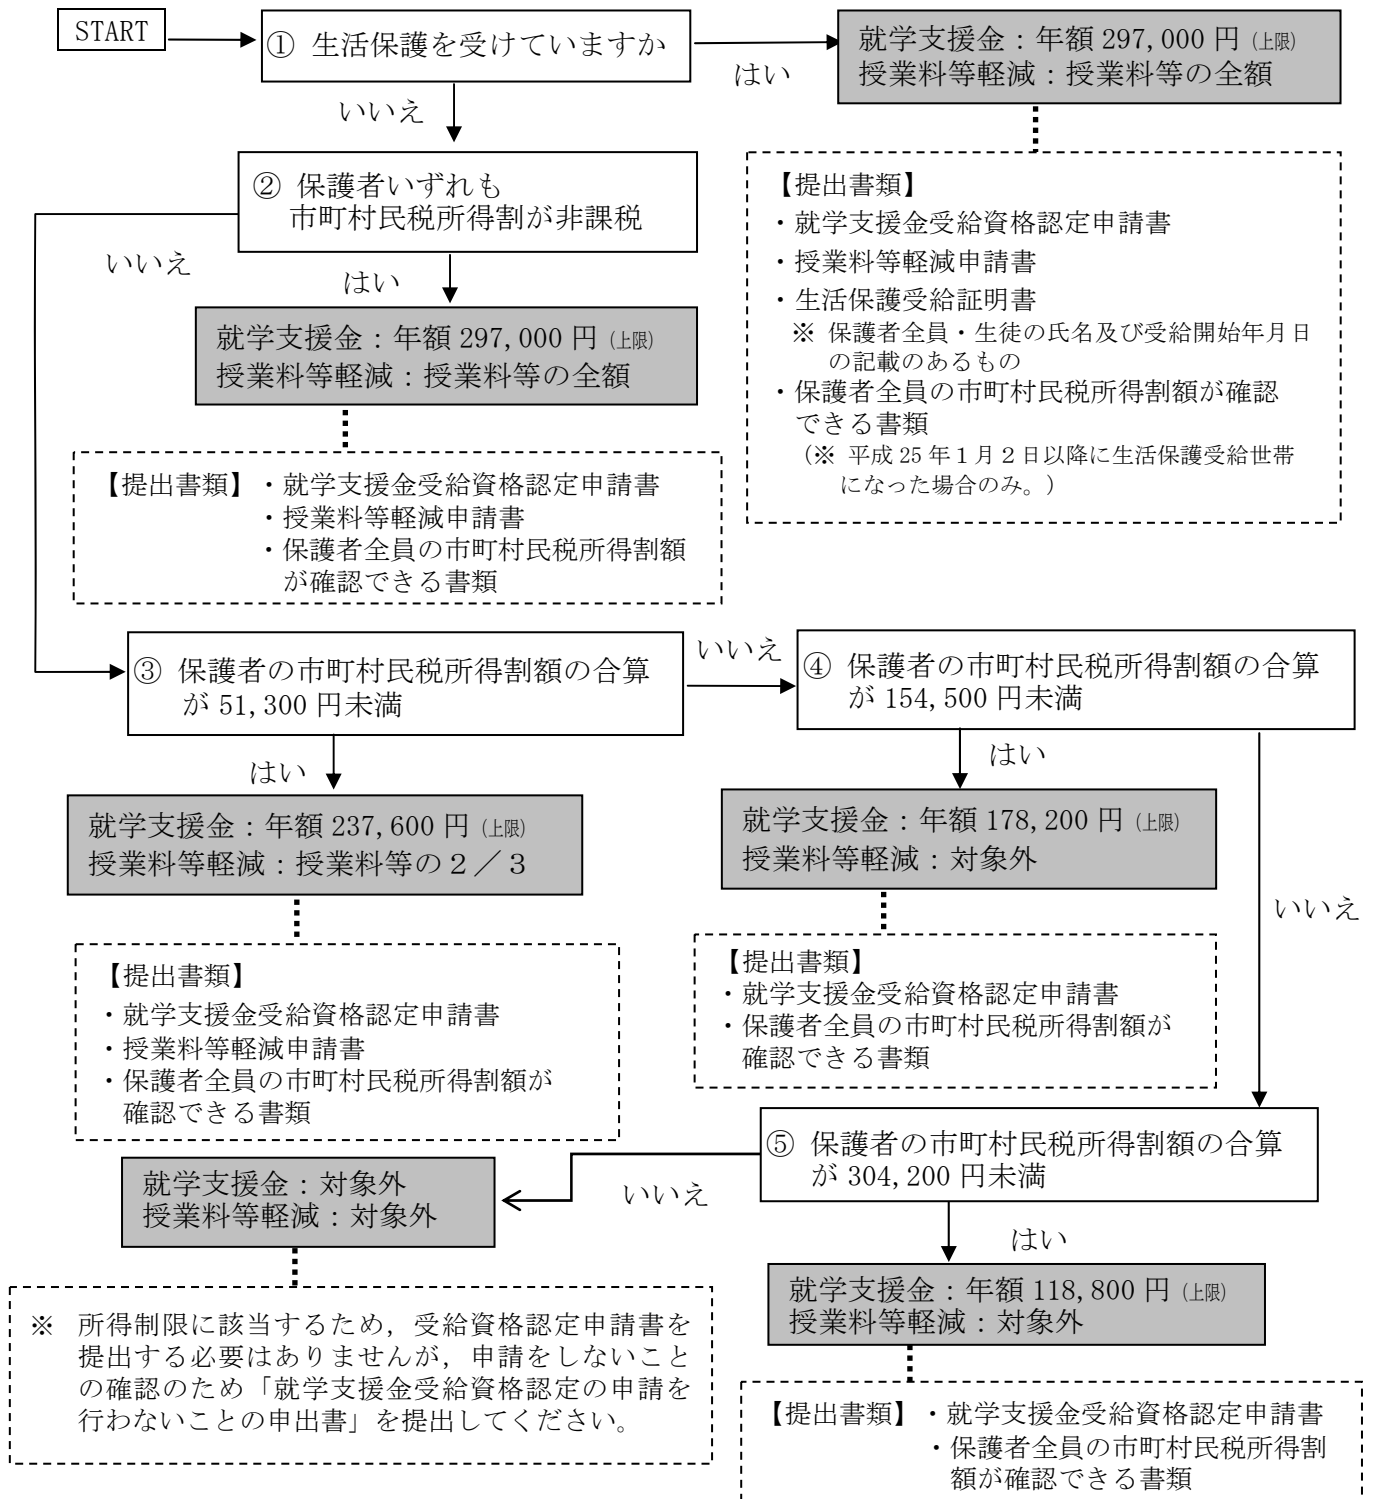 START
① 生活保護を受けていますか
はい
就学支援金：年額 297,000 円 (上限)
授業料等軽減：授業料等の全額
【提出書類】
・就学支援金受給資格認定申請書
・授業料等軽減申請書
・生活保護受給証明書
※ 保護者全員・生徒の氏名及び受給開始年月日
の記載のあるもの
・保護者全員の市町村民税所得割額が確認
できる書類
（※ 平成 25 年１月２日以降に生活保護受給世帯
になった場合のみ。）
いいえ
② 保護者いずれも
市町村民税所得割が非課税
いいえ
はい
就学支援金：年額 297,000 円 (上限)
授業料等軽減：授業料等の全額
【提出書類】・就学支援金受給資格認定申請書
・授業料等軽減申請書
・保護者全員の市町村民税所得割額
が確認できる書類
③ 保護者の市町村民税所得割額の合算
が 51,300 円未満
いいえ
はい
就学支援金：年額 237,600 円 (上限)
授業料等軽減：授業料等の２／３
【提出書類】
・就学支援金受給資格認定申請書
・授業料等軽減申請書
・保護者全員の市町村民税所得割額が
確認できる書類
④ 保護者の市町村民税所得割額の合算
が 154,500 円未満
はい
いいえ
就学支援金：年額 178,200 円 (上限)
授業料等軽減：対象外
【提出書類】
・就学支援金受給資格認定申請書
・保護者全員の市町村民税所得割額が
確認できる書類
⑤ 保護者の市町村民税所得割額の合算
が 304,200 円未満
いいえ
はい
就学支援金：対象外
授業料等軽減：対象外
※ 所得制限に該当するため，受給資格認定申請書を
提出する必要はありませんが，申請をしないこと
の確認のため「就学支援金受給資格認定の申請を
行わないことの申出書」を提出してください。
就学支援金：年額 118,800 円 (上限)
授業料等軽減：対象外
【提出書類】・就学支援金受給資格認定申請書
・保護者全員の市町村民税所得割
額が確認できる書類